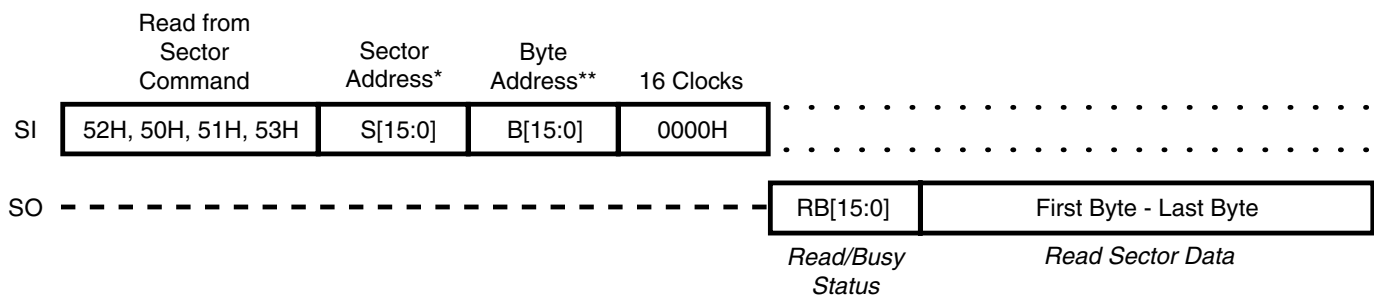 Read from
Sector
Command
Sector
Address*
Byte
Address**
16 Clocks
SI
52H, 50H, 51H, 53H
S[15:0]
B[15:0]
0000H
SO
RB[15:0]
First Byte - Last Byte
Read/Busy
Status
Read Sector Data